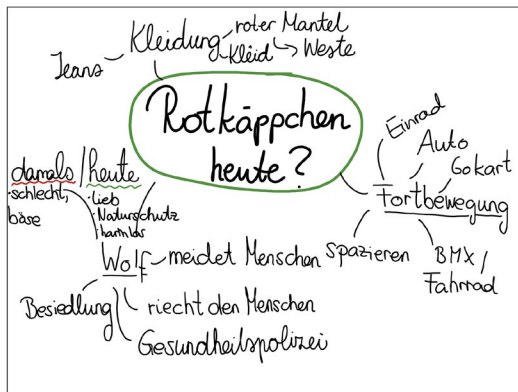 Kleidung
roter Mantel
Kleid
Weste
Jeans
Rotkäppchen
heute?
Einrad
Auto
Gokart
Fortbewegung
Spazieren
BMX/
Fahrrad
damals/heute
·schlecht,
böse
·lieb
·Naturschutz
·harmlos
Wolf
meidet Menschen
riecht den Menschen
Gesundheitspolizei
Besiedlung